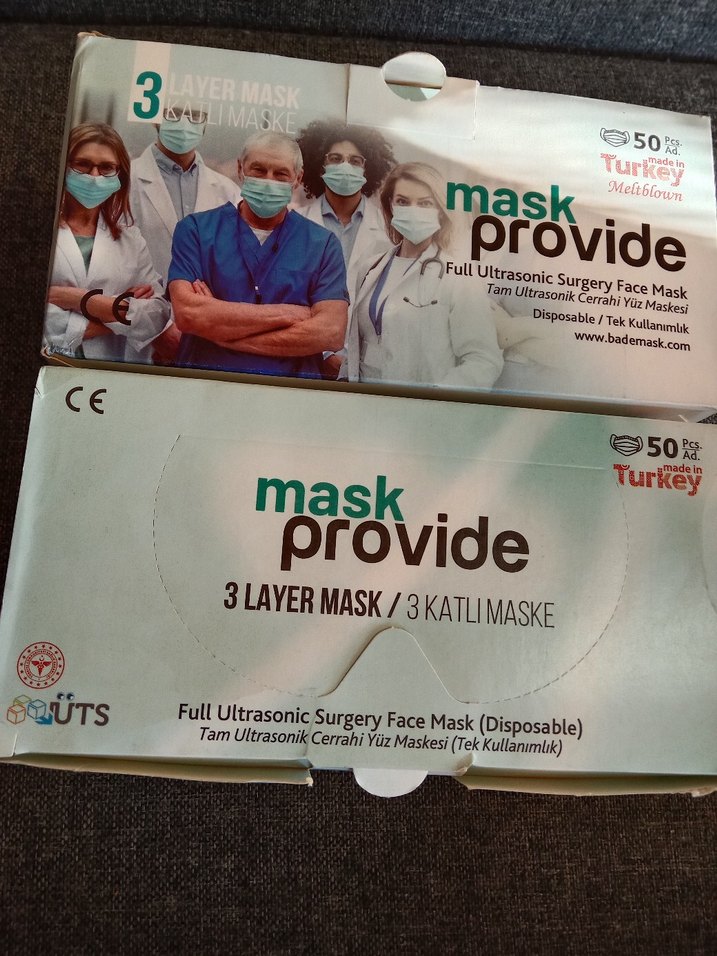 3 LAYER MASK
KATLI MASKE
50 Pcs.
Ad.
made in
Turkey
Meltblown
mask
provide
Full Ultrasonic Surgery Face Mask
Tam Ultrasonik Cerrahi Yüz Maskesi
Disposable / Tek Kullanımlık
www.bademask.com
CE
CE
50 Pcs.
Ad.
made in
Turkey
mask
provide
3 LAYER MASK / 3 KATLI MASKE
ÜTS
Full Ultrasonic Surgery Face Mask (Disposable)
Tam Ultrasonik Cerrahi Yüz Maskesi (Tek Kullanımlık)